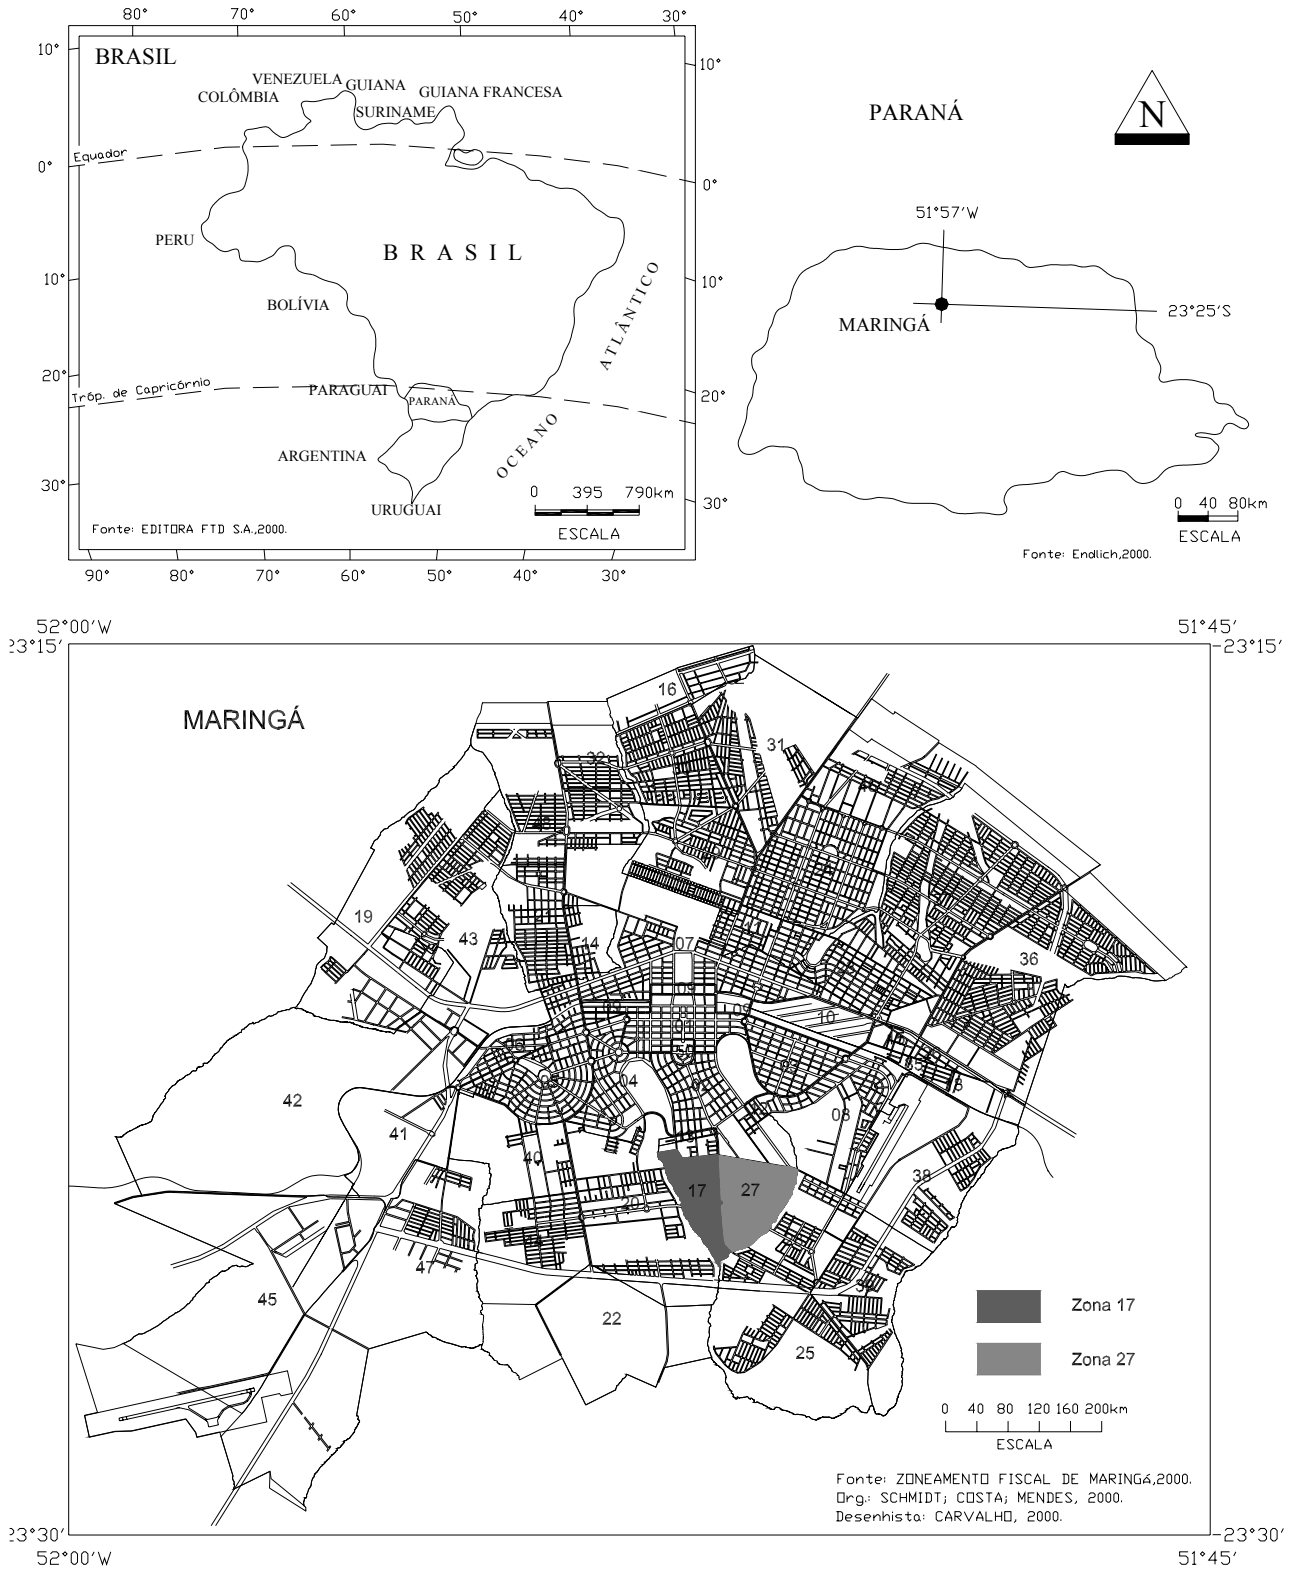 80° 70° 60° 50° 40° 30°
10°
BRASIL
10°
VENEZUELA
GUIANA
COLÔMBIA
GUIANA FRANCESA
SURINAME
Equador
0°
0°
PERU
B R A S I L
10°
10°
BOLÍVIA
ATLÂNTICO
20°
Tróp. de Capricórnio
PARAGUAI
PARANÁ
20°
OCEANO
ARGENTINA
30°
URUGUAI
0 395 790km
ESCALA
30°
Fonte: EDITORA FTD S.A.,2000.
90° 80° 70° 60° 50° 40° 30°
PARANÁ
N
51°57'W
23°25'S
MARINGÁ
0 40 80km
ESCALA
Fonte: Endlich,2000.
52°00'W
51°45'
23°15'
-23°15'
MARINGÁ
16
31
32
19
43
14
07
36
10
01
42
04
41
08
40
38
17
27
20
47
45
22
25
Zona 17
Zona 27
0 40 80 120 160 200km
ESCALA
Fonte: ZONEAMENTO FISCAL DE MARINGá,2000.
Org.: SCHMIDT; COSTA; MENDES, 2000.
Desenhista: CARVALHO, 2000.
23°30'
-23°30'
52°00'W
51°45'